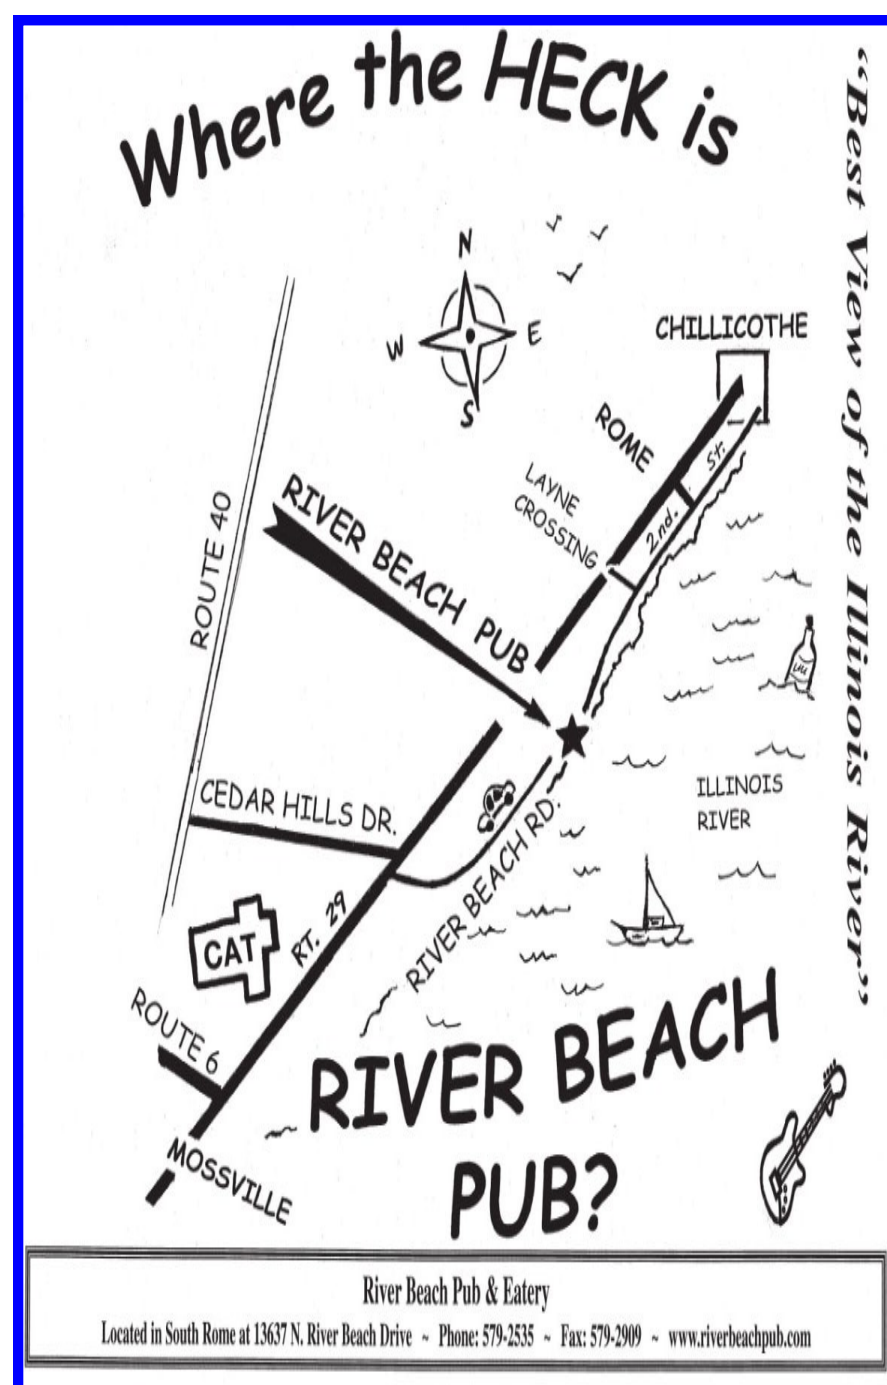 Where the HECK is
"Best View of the Illinois River"
N
W
E
S
CHILLICOTHE
ROME
LAYNE
CROSSING
2nd. St.
ROUTE 40
RIVER BEACH PUB
CEDAR HILLS DR.
ILLINOIS
RIVER
RIVER BEACH RD.
RT. 29
CAT
ROUTE 6
MOSSVILLE
RIVER BEACH
PUB?
River Beach Pub & Eatery
Located in South Rome at 13637 N. River Beach Drive ~ Phone: 579-2535 ~ Fax: 579-2909 ~ www.riverbeachpub.com